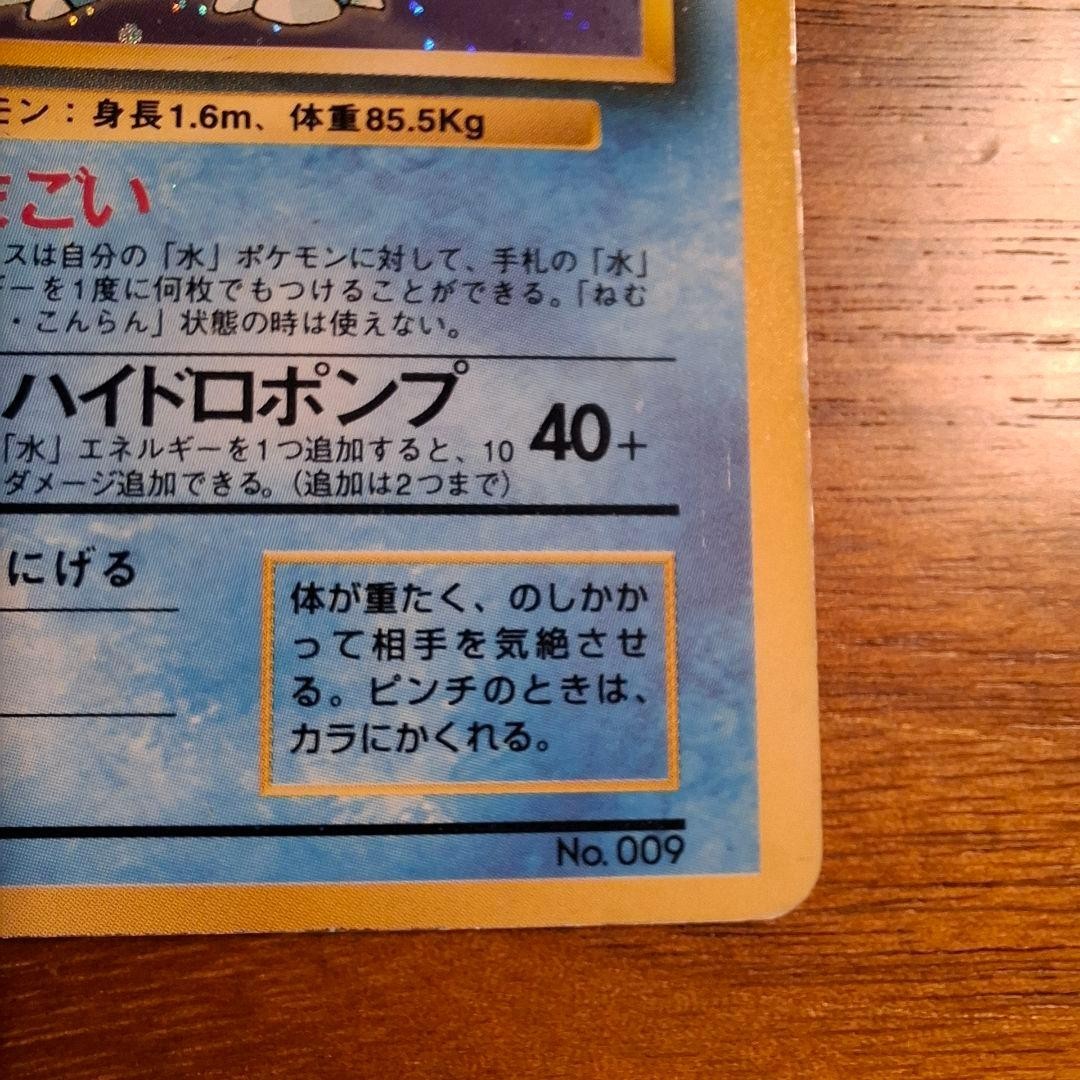 モン：身長1.6m、体重85.5Kg
まごい
スは自分の「水」ポケモンに対して、手札の「水」
ギーを1度に何枚でもつけることができる。「ねむ
・こんらん」状態の時は使えない。
ハイドロポンプ 40+
「水」エネルギーを1つ追加すると、10
ダメージ追加できる。（追加は2つまで）
にげる
体が重たく、のしかか
って相手を気絶させ
る。ピンチのときは、
カラにかくれる。
No. 009